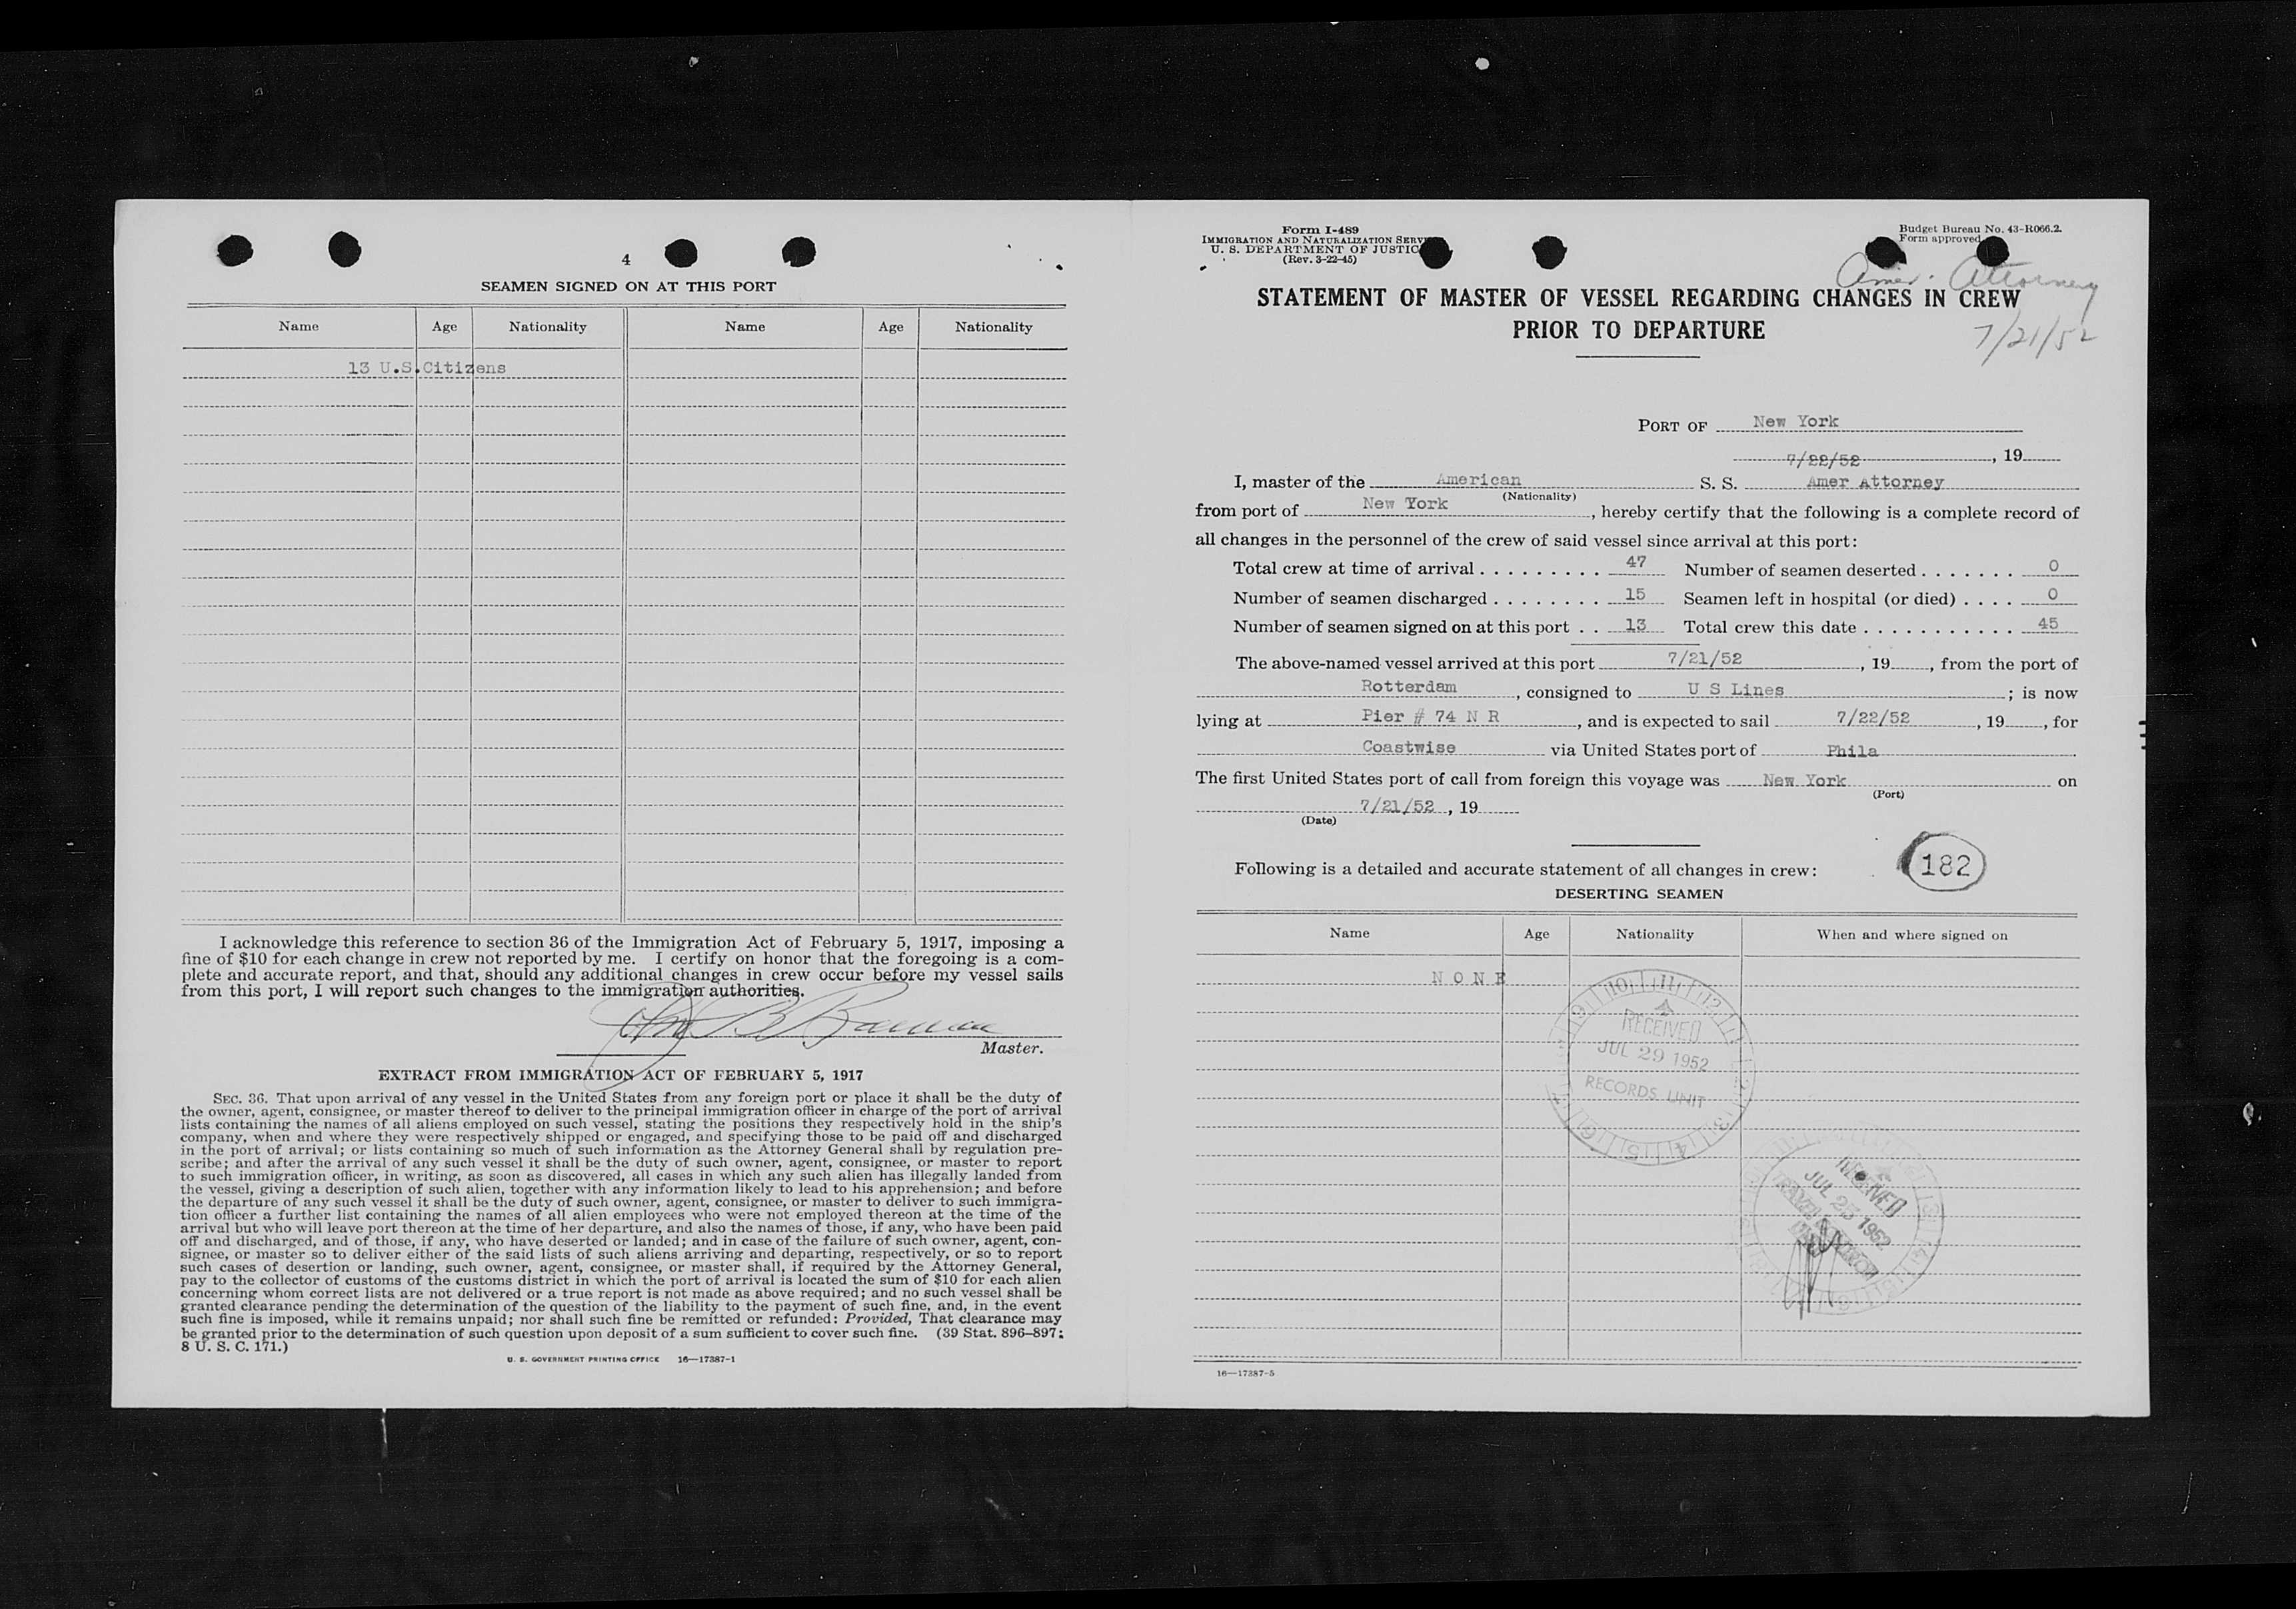 4
SEAMEN SIGNED ON AT THIS PORT
Name Age Nationality Name Age Nationality
13 U.S.Citizens
I acknowledge this reference to section 36 of the Immigration Act of February 5, 1917, imposing a
fine of $10 for each change in crew not reported by me. I certify on honor that the foregoing is a com-
plete and accurate report, and that, should any additional changes in crew occur before my vessel sails
from this port, I will report such changes to the immigration authorities.
Master.
EXTRACT FROM IMMIGRATION ACT OF FEBRUARY 5, 1917
SEC. 36. That upon arrival of any vessel in the United States from any foreign port or place it shall be the duty of
the owner, agent, consignee, or master thereof to deliver to the principal immigration officer in charge of the port of arrival
lists containing the names of all aliens employed on such vessel, stating the positions they respectively hold in the ship's
company, when and where they were respectively shipped or engaged, and specifying those to be paid off and discharged
in the port of arrival; or lists containing so much of such information as the Attorney General shall by regulation pre-
scribe; and after the arrival of any such vessel it shall be the duty of such owner, agent, consignee, or master to report
to such immigration officer, in writing, as soon as discovered, all cases in which any such alien has illegally landed from
the vessel, giving a description of such alien, together with any information likely to lead to his apprehension; and before
the departure of any such vessel it shall be the duty of such owner, agent, consignee, or master to deliver to such immigra-
tion officer a further list containing the names of all alien employees who were not employed thereon at the time of the
arrival but who will leave port thereon at the time of her departure, and also the names of those, if any, who have been paid
off and discharged, and of those, if any, who have deserted or landed; and in case of the failure of such owner, agent, con-
signee, or master so to deliver either of the said lists of such aliens arriving and departing, respectively, or so to report
such cases of desertion or landing, such owner, agent, consignee, or master shall, if required by the Attorney General,
pay to the collector of customs of the customs district in which the port of arrival is located the sum of $10 for each alien
concerning whom correct lists are not delivered or a true report is not made as above required; and no such vessel shall be
granted clearance pending the determination of the question of the liability to the payment of such fine, and, in the event
such fine is imposed, while it remains unpaid; nor shall such fine be remitted or refunded: Provided, That clearance may
be granted prior to the determination of such question upon deposit of a sum sufficient to cover such fine. (39 Stat. 896–897;
8 U. S. C. 171.)
U. S. GOVERNMENT PRINTING OFFICE 16—17387-1
Form I-489
IMMIGRATION AND NATURALIZATION SERV
U. S. DEPARTMENT OF JUSTIC
(Rev. 3-22-45)
Budget Bureau No. 43-R066.2.
Form approved
Amer. Attorney
7/21/52
STATEMENT OF MASTER OF VESSEL REGARDING CHANGES IN CREW
PRIOR TO DEPARTURE
PORT OF New York
7/22/52, 19
I, master of the American S. S. Amer Attorney
(Nationality)
from port of New York, hereby certify that the following is a complete record of
all changes in the personnel of the crew of said vessel since arrival at this port:
Total crew at time of arrival 47 Number of seamen deserted 0
Number of seamen discharged 15 Seamen left in hospital (or died) 0
Number of seamen signed on at this port 13 Total crew this date 45
The above-named vessel arrived at this port 7/21/52, 19, from the port of
Rotterdam, consigned to U S Lines; is now
lying at Pier # 74 N R, and is expected to sail 7/22/52, 19, for
Coastwise via United States port of Phila
The first United States port of call from foreign this voyage was New York on
(Port)
7/21/52, 19
(Date)
182
Following is a detailed and accurate statement of all changes in crew:
DESERTING SEAMEN
Name Age Nationality When and where signed on
N O N E
RECEIVED
JUL 29 1952
RECORDS UNIT
RECEIVED
JUL 25 1952
16—17387-5